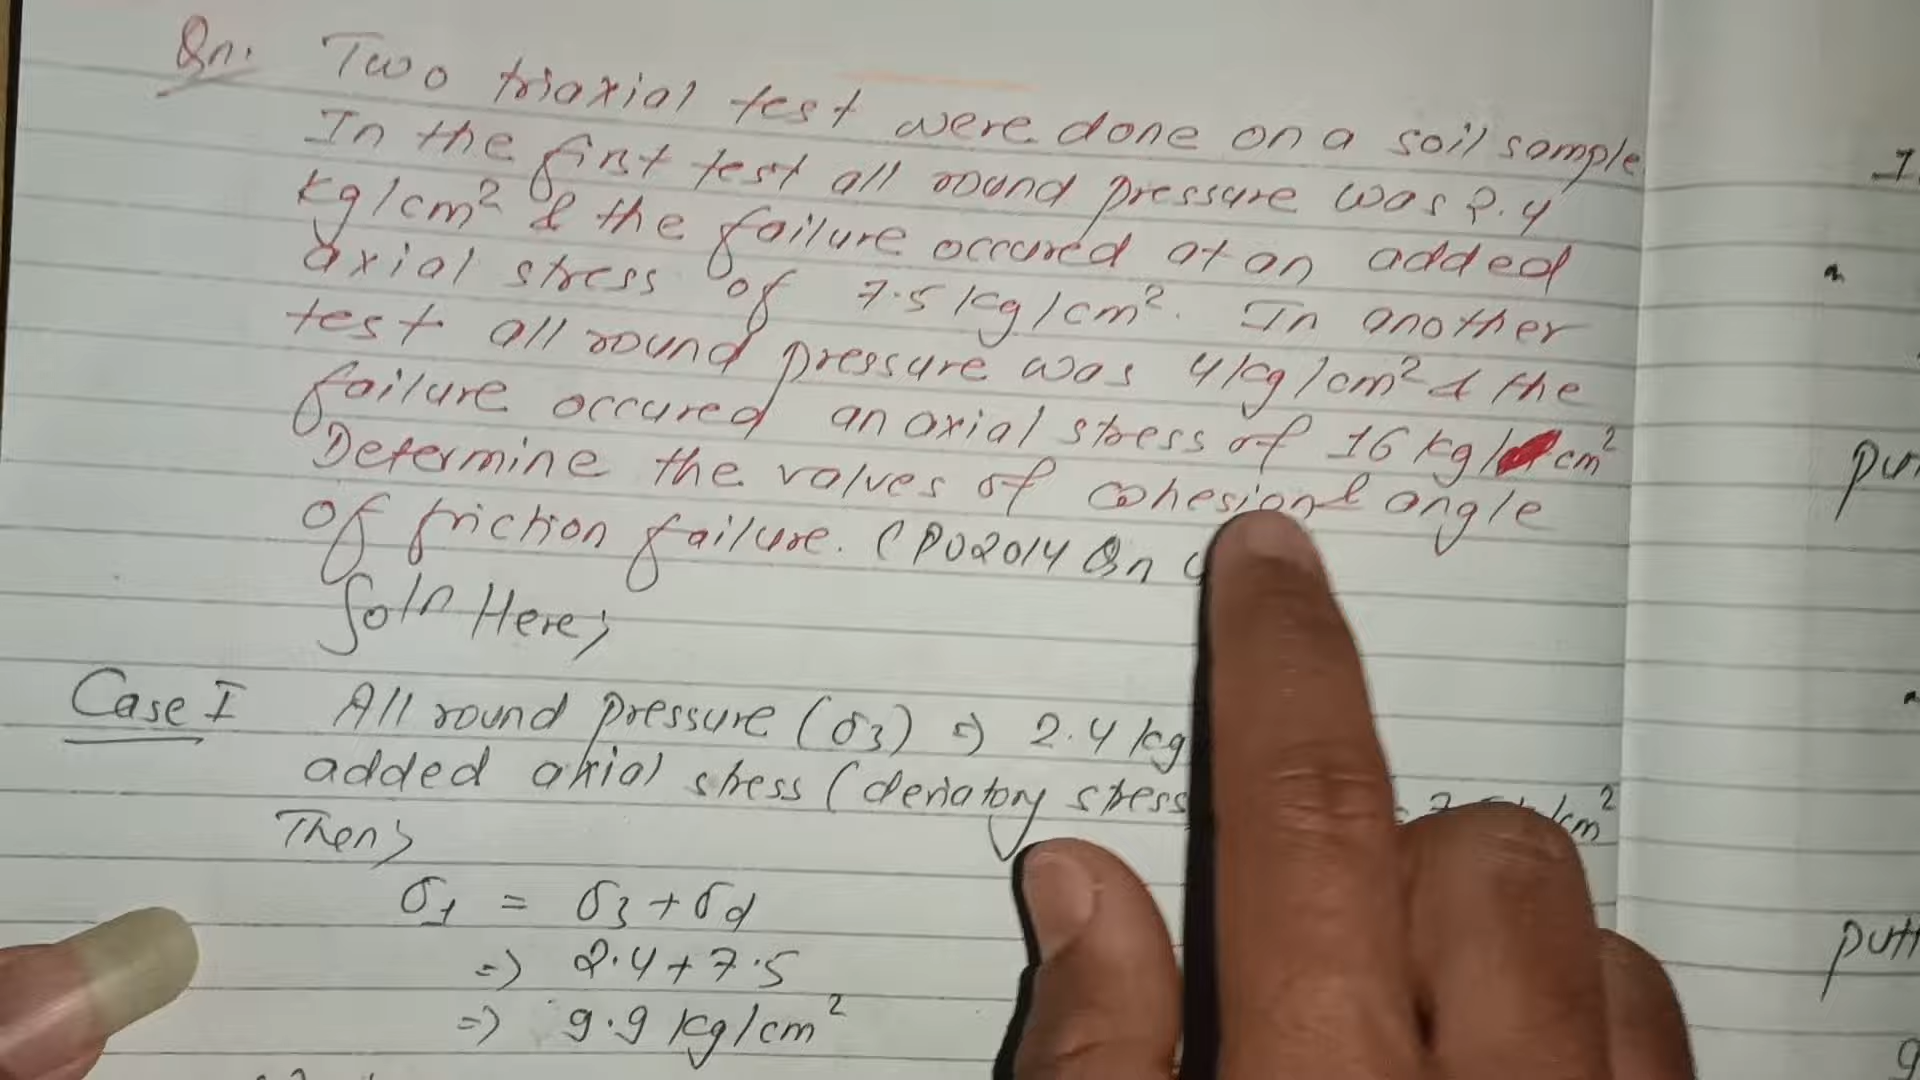 Qn. Two triaxial test were done on a soil sample
In the first test all round pressure was 2.4
kg/cm² & the failure occured at an added
axial stress of 7.5 kg/cm². In another
test all round pressure was 4 kg/cm² & the
failure occured an axial stress of 16 kg/cm²
Determine the values of cohesion & angle
of friction failure. (PU2014 Qn
Soln Here;
Case I All round pressure (σ3) => 2.4 kg
added axial stress (deviatory stress /cm²
Then;
σ1 = σ3 + σd
=> 2.4 + 7.5
=> 9.9 kg/cm²
I
put
putt
g